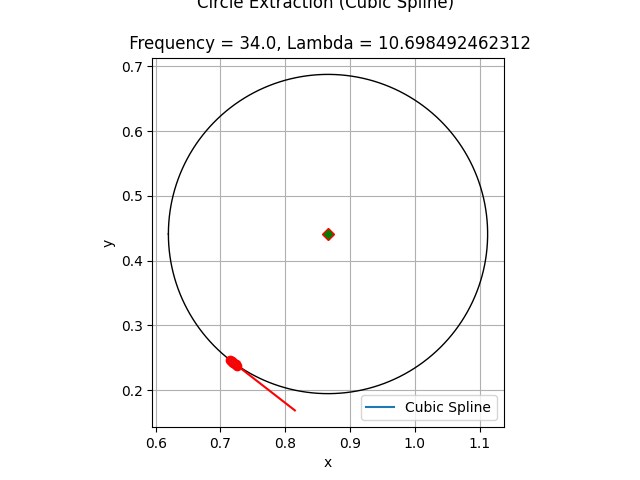 Circle Extraction (Cubic Spline)
Frequency = 34.0, Lambda = 10.698492462312
0.7
0.6
0.5
0.4
0.3
0.2
y
Cubic Spline
0.6 0.7 0.8 0.9 1.0 1.1
x